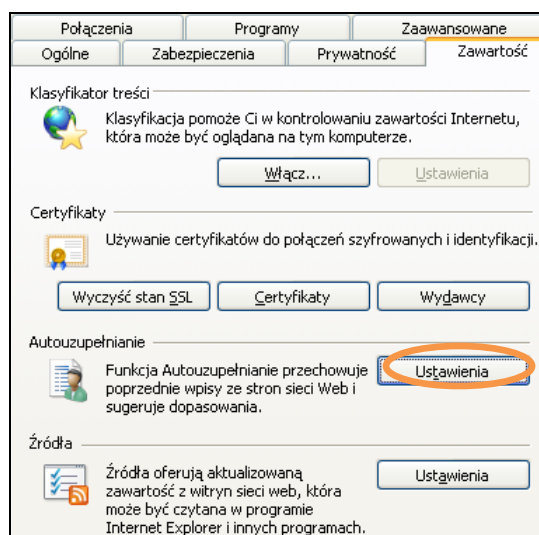 Połączenia Programy Zaawansowane
Ogólne Zabezpieczenia Prywatność Zawartość
Klasyfikator treści
Klasyfikacja pomoże Ci w kontrolowaniu zawartości Internetu,
która może być oglądana na tym komputerze.
Włącz... Ustawienia
Certyfikaty
Używanie certyfikatów do połączeń szyfrowanych i identyfikacji.
Wyczyść stan SSL Certyfikaty Wydawcy
Autouzupełnianie
Funkcja Autouzupełnianie przechowuje
poprzednie wpisy ze stron sieci Web i
sugeruje dopasowania.
Ustawienia
Źródła
Źródła oferują aktualizowaną
zawartość z witryn sieci web, która
może być czytana w programie
Internet Explorer i innych programach.
Ustawienia